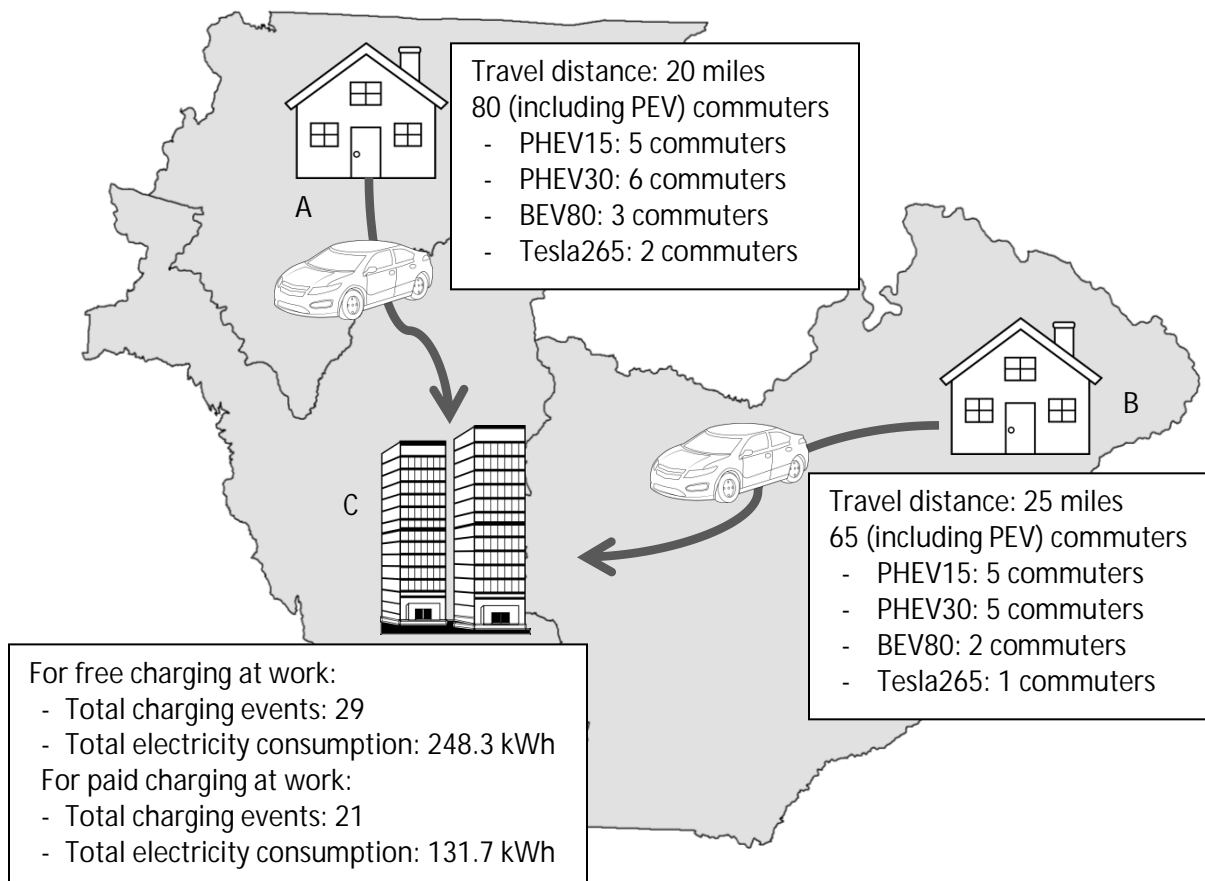 Travel distance: 20 miles
80 (including PEV) commuters
- PHEV15: 5 commuters
- PHEV30: 6 commuters
- BEV80: 3 commuters
- Tesla265: 2 commuters
A
B
Travel distance: 25 miles
65 (including PEV) commuters
- PHEV15: 5 commuters
- PHEV30: 5 commuters
- BEV80: 2 commuters
- Tesla265: 1 commuters
C
For free charging at work:
- Total charging events: 29
- Total electricity consumption: 248.3 kWh
For paid charging at work:
- Total charging events: 21
- Total electricity consumption: 131.7 kWh